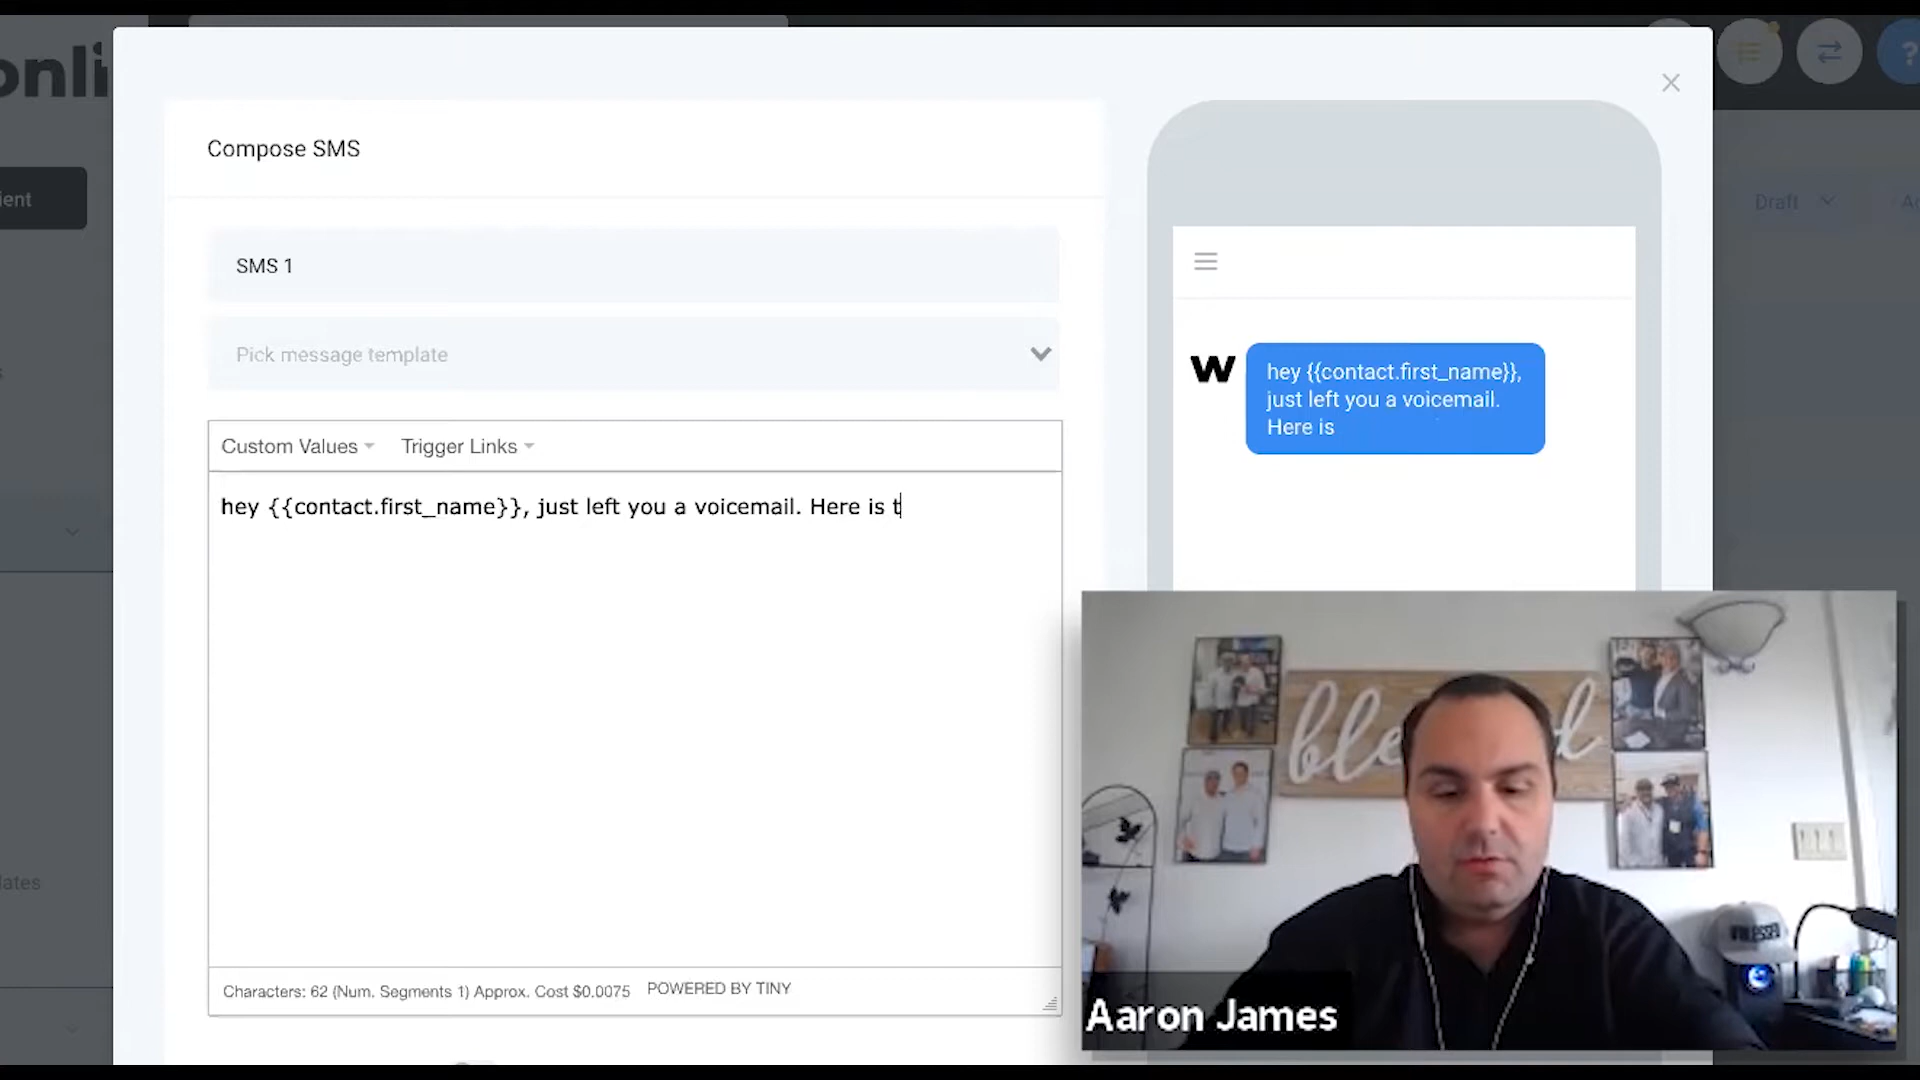 onli
ient
Compose SMS
SMS 1
Pick message template
Custom Values
Trigger Links
hey {{contact.first_name}}, just left you a voicemail. Here is t
Characters: 62 (Num. Segments 1) Approx. Cost $0.0075
POWERED BY TINY
lates
?
Draft
W
hey {{contact.first_name}},
just left you a voicemail.
Here is
Aaron James